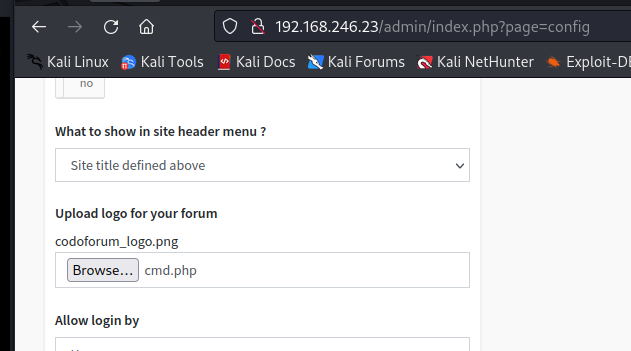 192.168.246.23/admin/index.php?page=config
Kali Linux Kali Tools Kali Docs Kali Forums Kali NetHunter
no
What to show in site header menu ?
Site title defined above
Upload logo for your forum
codoforum_logo.png
Browse... cmd.php
Allow login by